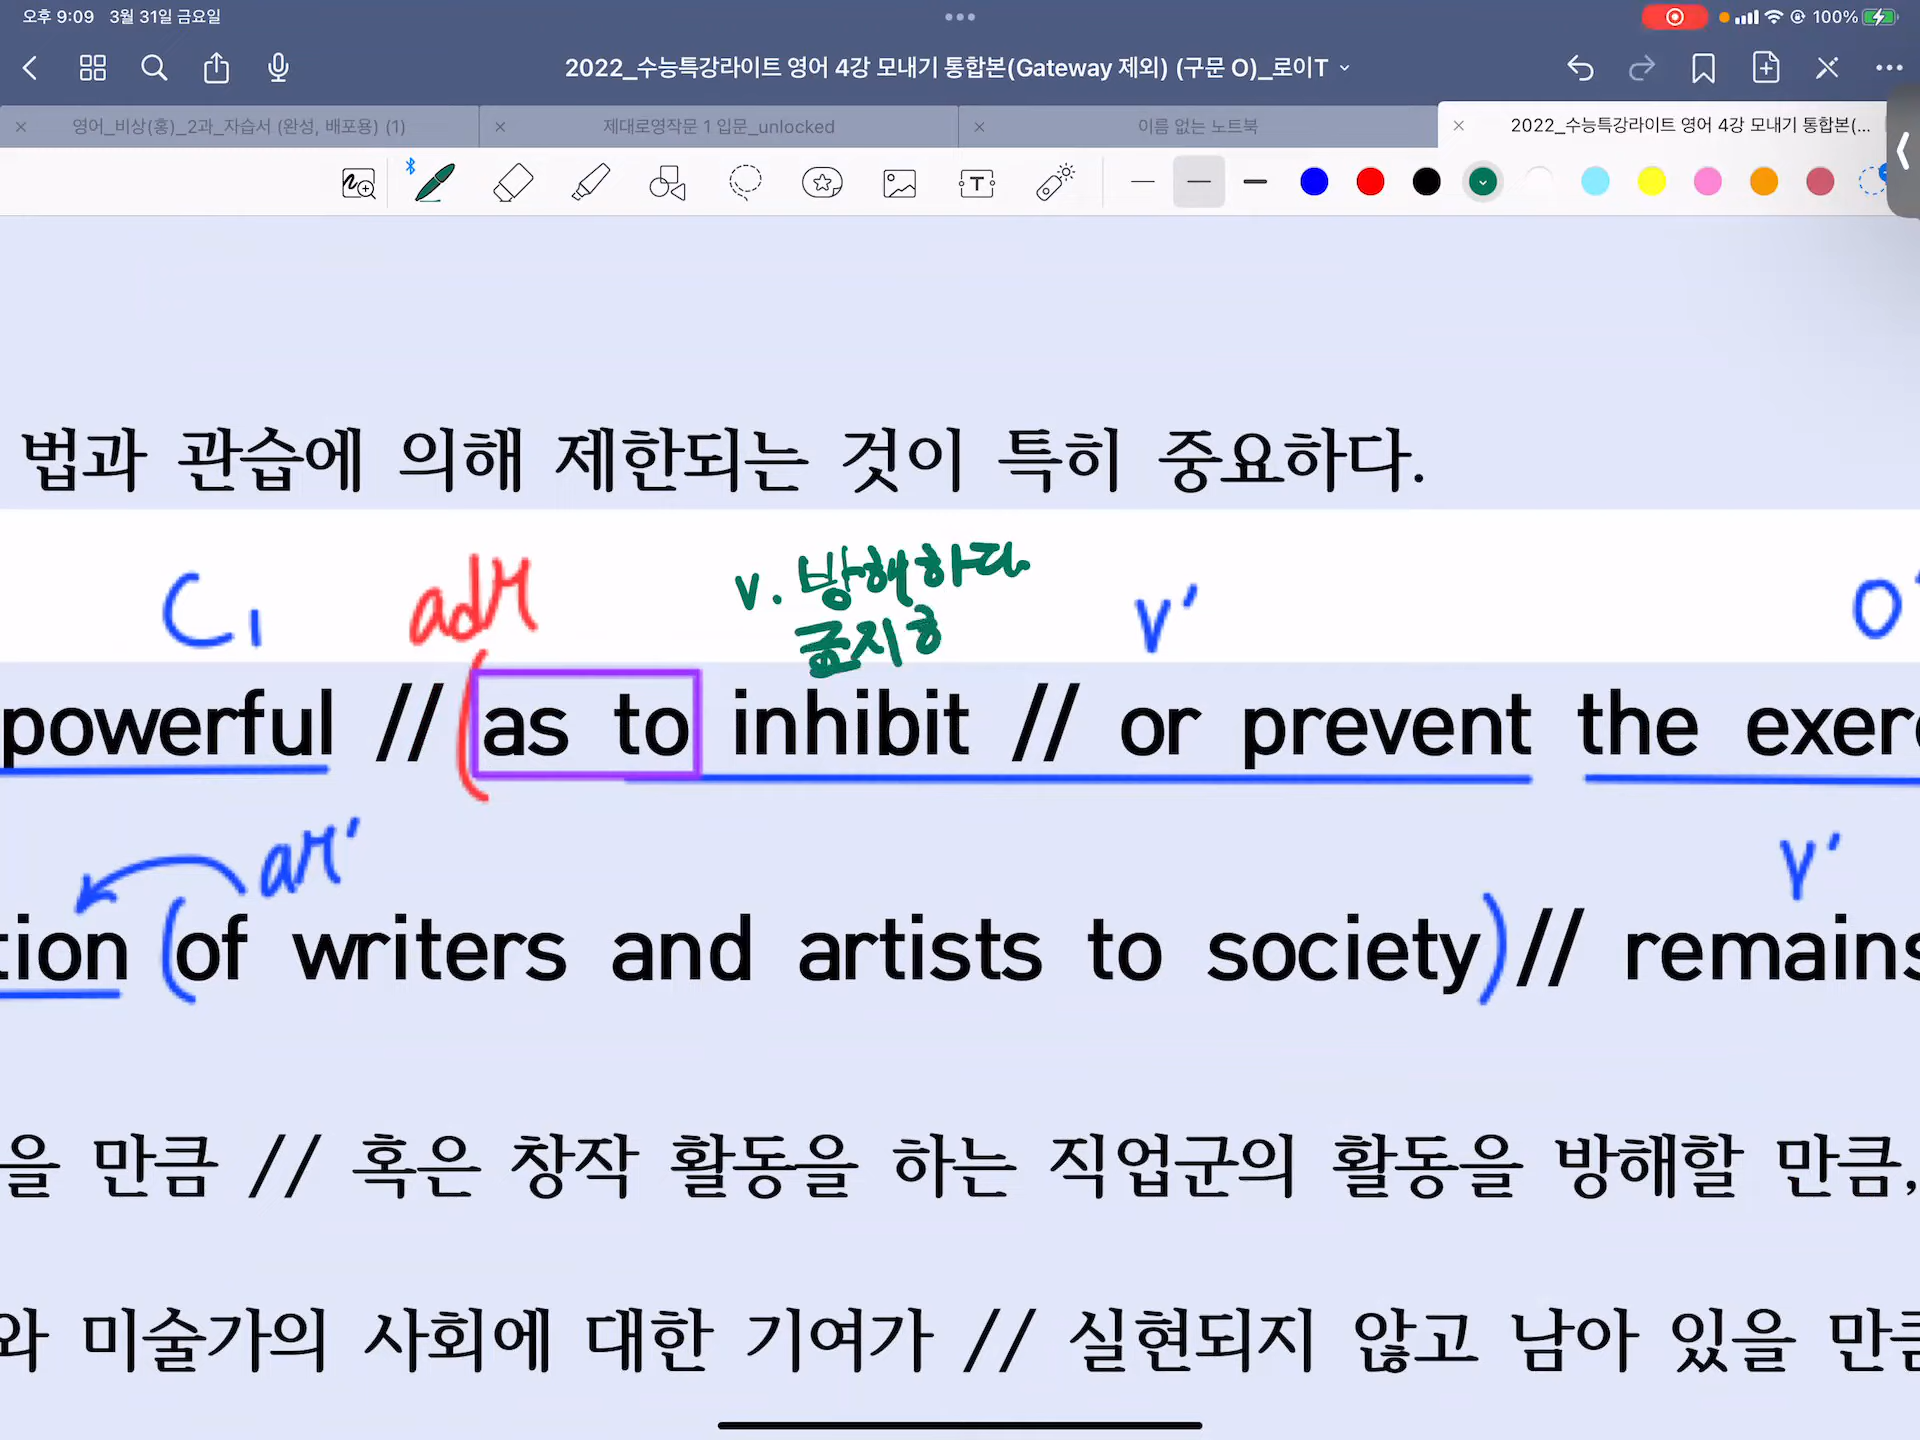 오후 9:09 3월 31일 금요일
100%
2022_수능특강라이트 영어 4강 모내기 통합본(Gateway 제외) (구문 O)_로이T
영어_비상(홍)_2과_자습서 (완성, 배포용) (1)
제대로영작문 1 입문_unlocked
이름 없는 노트북
2022_수능특강라이트 영어 4강 모내기 통합본(...
법과 관습에 의해 제한되는 것이 특히 중요하다.
v. 방해하다
C1 V' O'
금지ㅎ
powerful // (as to inhibit // or prevent the exer
V'
tion (of writers and artists to society) // remains
을 만큼 // 혹은 창작 활동을 하는 직업군의 활동을 방해할 만큼,
와 미술가의 사회에 대한 기여가 // 실현되지 않고 남아 있을 만큼